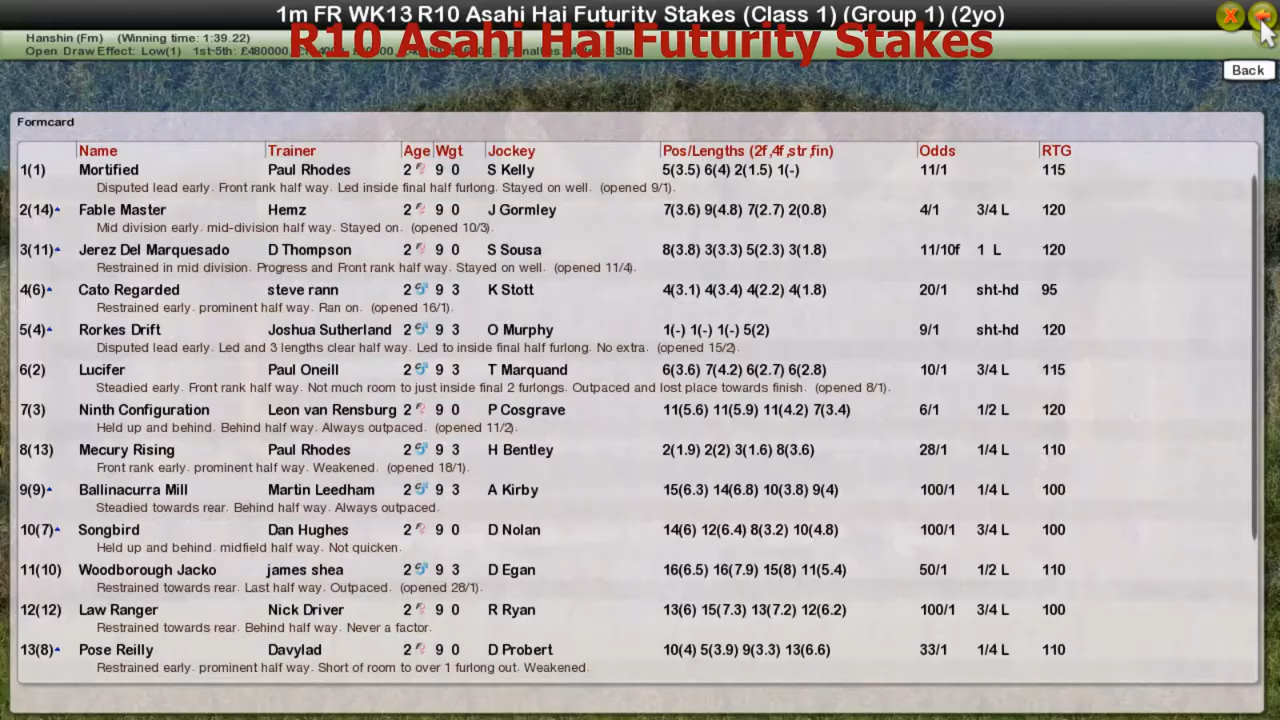 1m FR WK13 R10 Asahi Hai Futurity Stakes (Class 1) (Group 1) (2yo)
R10 Asahi Hai Futurity Stakes
Hanshin (Fm) (Winning time: 1:39.22)
Open Draw Effect: Low(1) 1st-5th: £480000,
Back
Formcard
Name Trainer Age Wgt Jockey Pos/Lengths (2f,4f,str,fin) Odds RTG
1(1) Mortified Paul Rhodes 2 9 0 S Kelly 5(3.5) 6(4) 2(1.5) 1(-) 11/1 115
Disputed lead early. Front rank half way. Led inside final half furlong. Stayed on well. (opened 9/1).
2(14) Fable Master Hemz 2 9 0 J Gormley 7(3.6) 9(4.8) 7(2.7) 2(0.8) 4/1 3/4 L 120
Mid division early. mid-division half way. Stayed on. (opened 10/3).
3(11) Jerez Del Marquesado D Thompson 2 9 0 S Sousa 8(3.8) 3(3.3) 5(2.3) 3(1.8) 11/10f 1 L 120
Restrained in mid division. Progress and Front rank half way. Stayed on well. (opened 11/4).
4(6) Cato Regarded steve rann 2 9 3 K Stott 4(3.1) 4(3.4) 4(2.2) 4(1.8) 20/1 sht-hd 95
Restrained early. prominent half way. Ran on. (opened 16/1).
5(4) Rorkes Drift Joshua Sutherland 2 9 3 O Murphy 1(-) 1(-) 1(-) 5(2) 9/1 sht-hd 120
Disputed lead early. Led and 3 lengths clear half way. Led to inside final half furlong. No extra. (opened 15/2).
6(2) Lucifer Paul Oneill 2 9 3 T Marquand 6(3.6) 7(4.2) 6(2.7) 6(2.8) 10/1 3/4 L 115
Steadied early. Front rank half way. Not much room to just inside final 2 furlongs. Outpaced and lost place towards finish. (opened 8/1).
7(3) Ninth Configuration Leon van Rensburg 2 9 0 P Cosgrave 11(5.6) 11(5.9) 11(4.2) 7(3.4) 6/1 1/2 L 120
Held up and behind. Behind half way. Always outpaced. (opened 11/2).
8(13) Mecury Rising Paul Rhodes 2 9 3 H Bentley 2(1.9) 2(2) 3(1.6) 8(3.6) 28/1 1/4 L 110
Front rank early. prominent half way. Weakened. (opened 18/1).
9(9) Ballinacurra Mill Martin Leedham 2 9 3 A Kirby 15(6.3) 14(6.8) 10(3.8) 9(4) 100/1 1/4 L 100
Steadied towards rear. Behind half way. Always outpaced.
10(7) Songbird Dan Hughes 2 9 0 D Nolan 14(6) 12(6.4) 8(3.2) 10(4.8) 100/1 3/4 L 100
Held up and behind. midfield half way. Not quicken.
11(10) Woodborough Jacko james shea 2 9 3 D Egan 16(6.5) 16(7.9) 15(8) 11(5.4) 50/1 1/2 L 110
Restrained towards rear. Last half way. Outpaced. (opened 28/1).
12(12) Law Ranger Nick Driver 2 9 0 R Ryan 13(6) 15(7.3) 13(7.2) 12(6.2) 100/1 3/4 L 100
Restrained towards rear. Behind half way. Never a factor.
13(8) Pose Reilly Davylad 2 9 0 D Probert 10(4) 5(3.9) 9(3.3) 13(6.6) 33/1 1/4 L 110
Restrained early. prominent half way. Short of room to over 1 furlong out. Weakened.